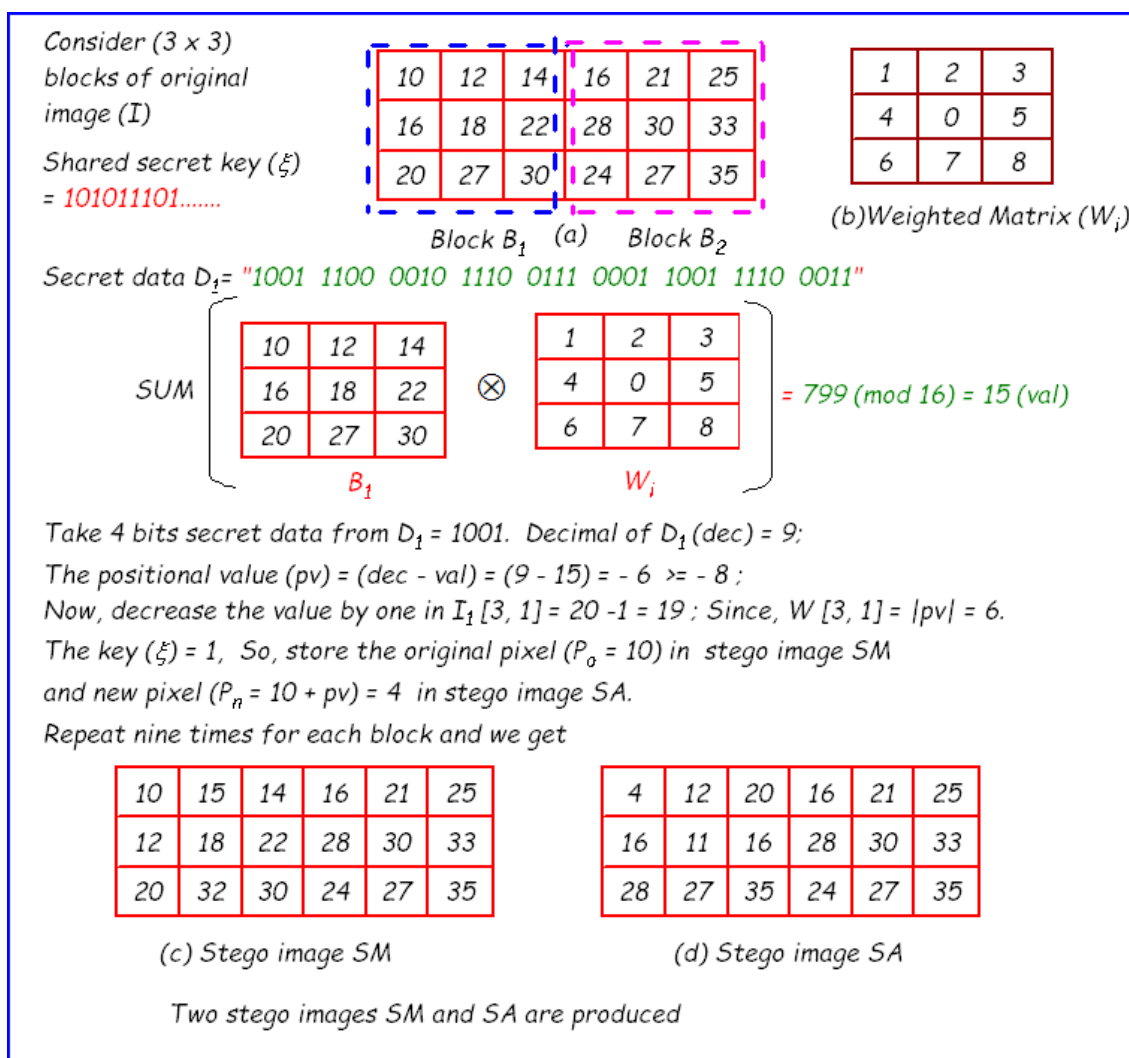 Consider (3 x 3)
blocks of original
image (I)
Shared secret key (ξ)
= 101011101.......
10 12 14 16 21 25
16 18 22 28 30 33
20 27 30 24 27 35
Block B₁ (a) Block B₂
1 2 3
4 0 5
6 7 8
(b)Weighted Matrix (Wᵢ)
Secret data D₁= "1001 1100 0010 1110 0111 0001 1001 1110 0011"
SUM
10 12 14
16 18 22
20 27 30
B₁
⊗
1 2 3
4 0 5
6 7 8
Wᵢ
= 799 (mod 16) = 15 (val)
Take 4 bits secret data from D₁ = 1001. Decimal of D₁ (dec) = 9;
The positional value (pv) = (dec - val) = (9 - 15) = - 6 >= - 8 ;
Now, decrease the value by one in I₁ [3, 1] = 20 -1 = 19 ; Since, W [3, 1] = |pv| = 6.
The key (ξ) = 1, So, store the original pixel (Pₒ = 10) in stego image SM
and new pixel (Pₙ = 10 + pv) = 4 in stego image SA.
Repeat nine times for each block and we get
10 15 14 16 21 25
12 18 22 28 30 33
20 32 30 24 27 35
(c) Stego image SM
4 12 20 16 21 25
16 11 16 28 30 33
28 27 35 24 27 35
(d) Stego image SA
Two stego images SM and SA are produced